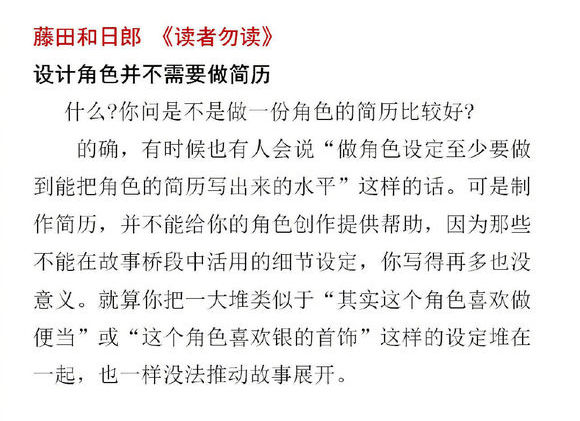 藤田和日郎 《读者勿读》
设计角色并不需要做简历
什么?你问是不是做一份角色的简历比较好?
的确，有时候也有人会说“做角色设定至少要做
到能把角色的简历写出来的水平”这样的话。可是制
作简历，并不能给你的角色创作提供帮助，因为那些
不能在故事桥段中活用的细节设定，你写得再多也没
意义。就算你把一大堆类似于“其实这个角色喜欢做
便当”或“这个角色喜欢银的首饰”这样的设定堆在
一起，也一样没法推动故事展开。